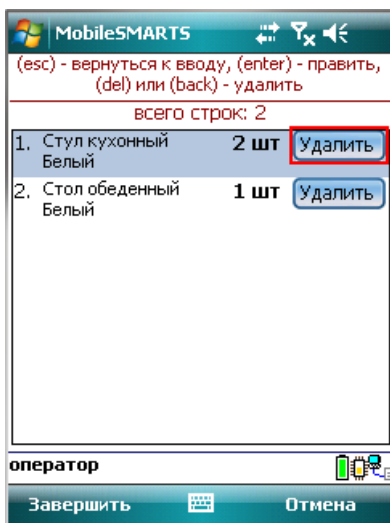 MobileSMARTS
(esc) - вернуться к вводу, (enter) - править,
(del) или (back) - удалить
всего строк: 2
1. Стул кухонный 2 шт Удалить
Белый
2. Стол обеденный 1 шт Удалить
Белый
оператор
Завершить Отмена